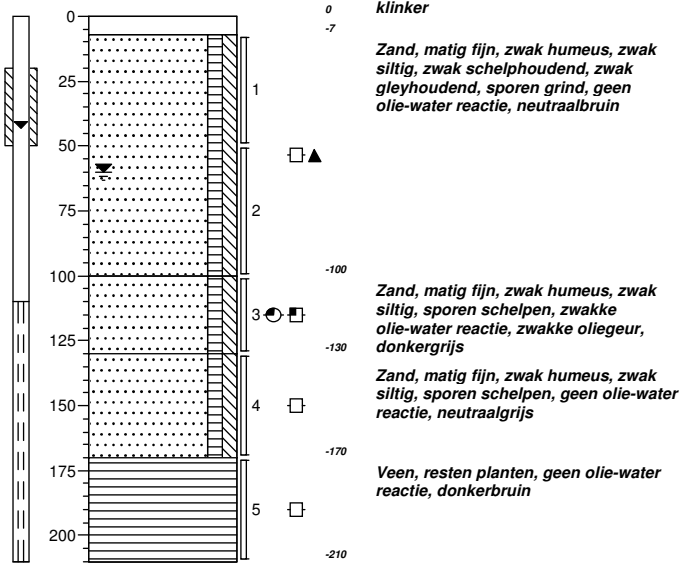 0
25
50
75
100
125
150
175
200
1
2
3
4
5
0
-7
-100
-130
-170
-210
klinker
Zand, matig fijn, zwak humeus, zwak
siltig, zwak schelphoudend, zwak
gleyhoudend, sporen grind, geen
olie-water reactie, neutraalbruin
Zand, matig fijn, zwak humeus, zwak
siltig, sporen schelpen, zwakke
olie-water reactie, zwakke oliegeur,
donkergrijs
Zand, matig fijn, zwak humeus, zwak
siltig, sporen schelpen, geen olie-water
reactie, neutraalgrijs
Veen, resten planten, geen olie-water
reactie, donkerbruin